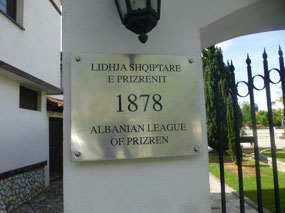 LIDHJA SHQIPTARE
E PRIZRENIT
1878
ALBANIAN LEAGUE
OF PRIZREN